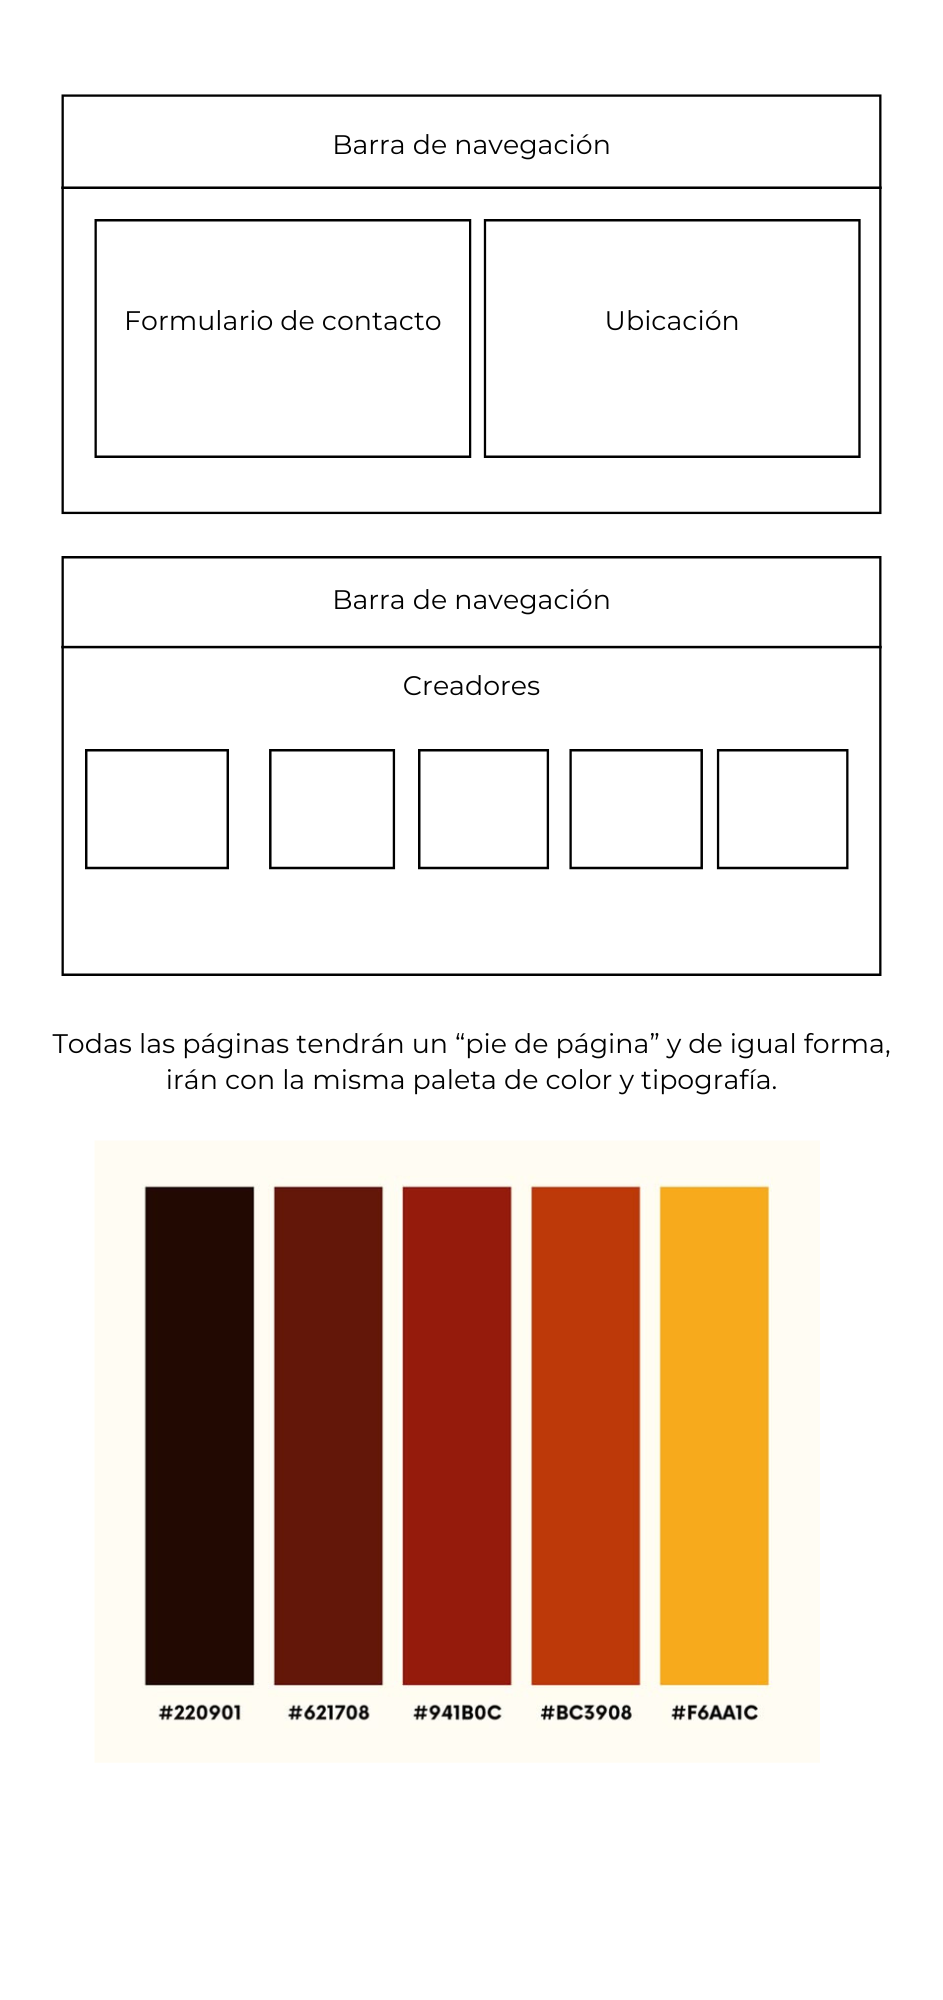 Barra de navegación
Formulario de contacto
Ubicación
Barra de navegación
Creadores
Todas las páginas tendrán un “pie de página” y de igual forma,
irán con la misma paleta de color y tipografía.
#220901
#621708
#941B0C
#BC3908
#F6AA1C